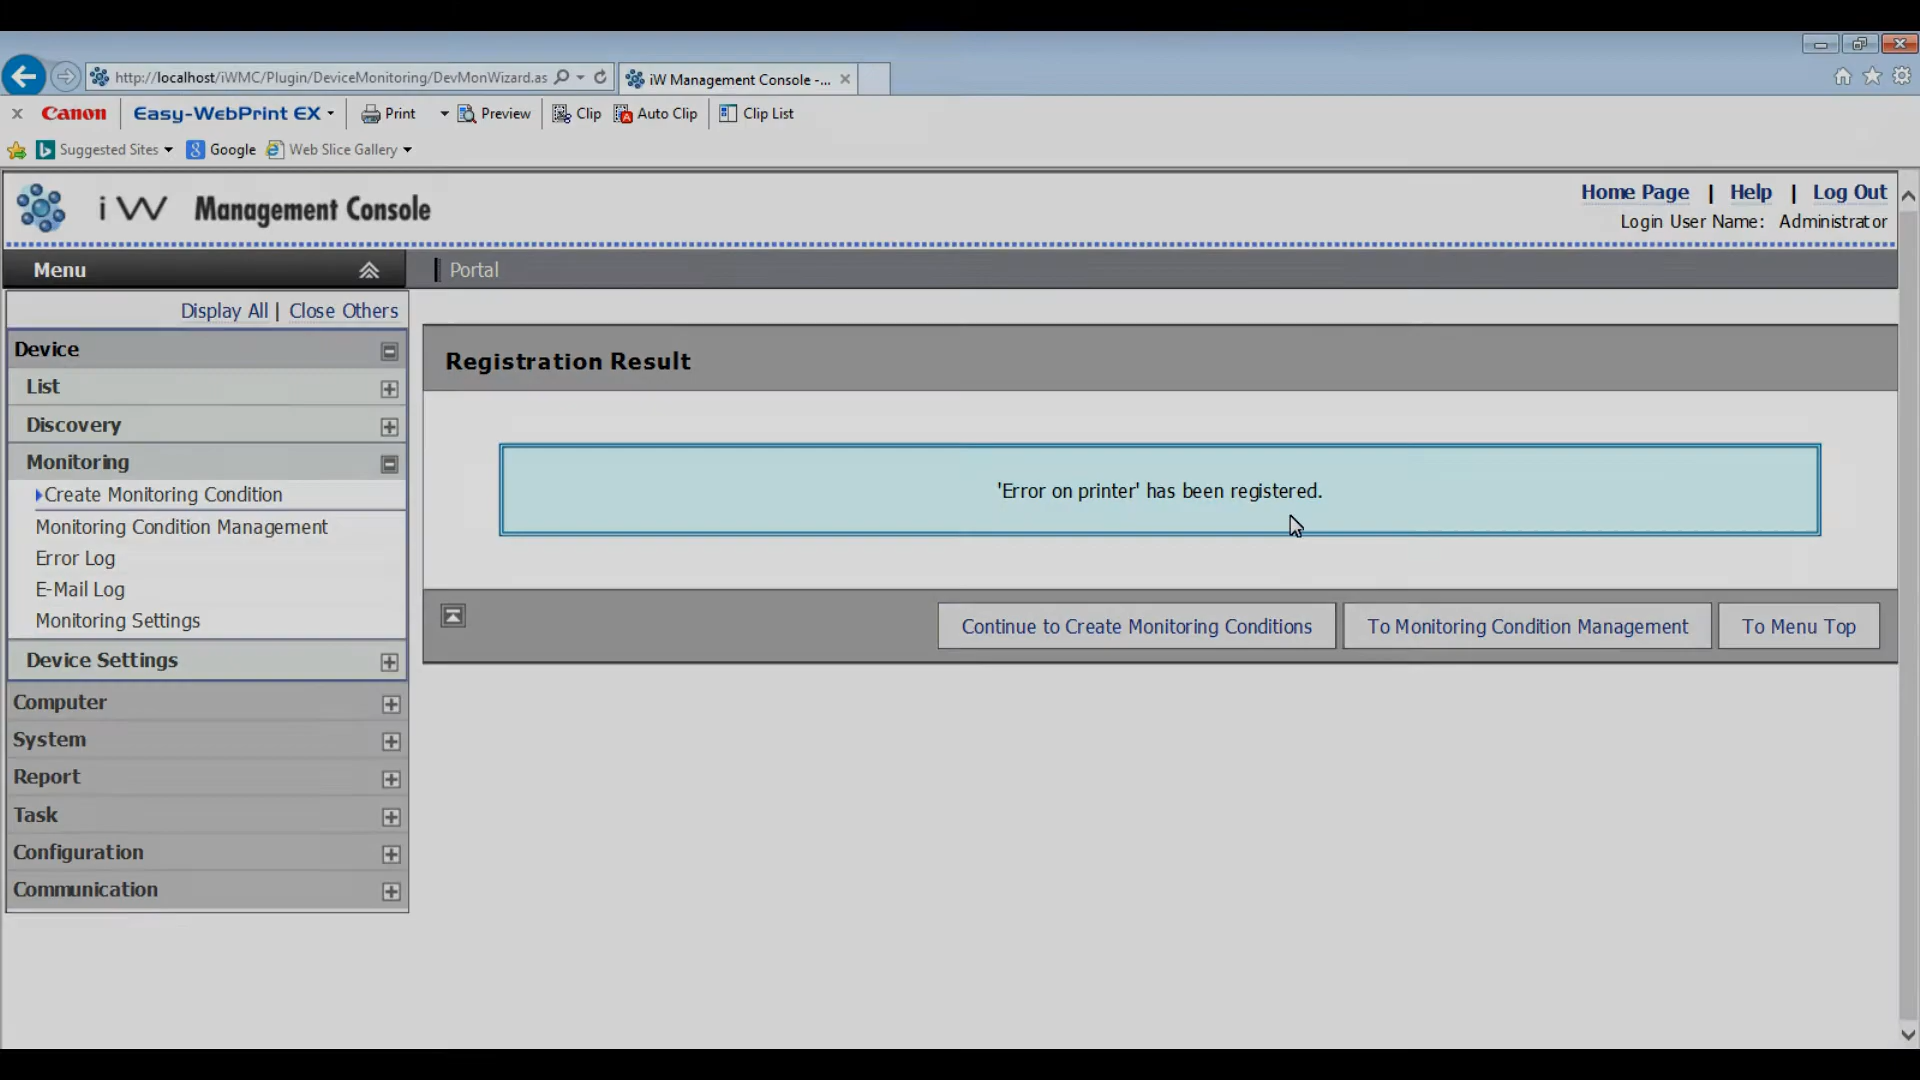 http://localhost/iWMC/Plugin/DeviceMonitoring/DevMonWizard.as
iW Management Console -...
Canon Easy-WebPrint EX Print Preview Clip Auto Clip Clip List
Suggested Sites Google Web Slice Gallery
iW Management Console
Home Page | Help | Log Out
Login User Name: Administrator
Menu
Portal
Display All | Close Others
Device
List
Discovery
Monitoring
Create Monitoring Condition
Monitoring Condition Management
Error Log
E-Mail Log
Monitoring Settings
Device Settings
Computer
System
Report
Task
Configuration
Communication
Registration Result
'Error on printer' has been registered.
Continue to Create Monitoring Conditions To Monitoring Condition Management To Menu Top